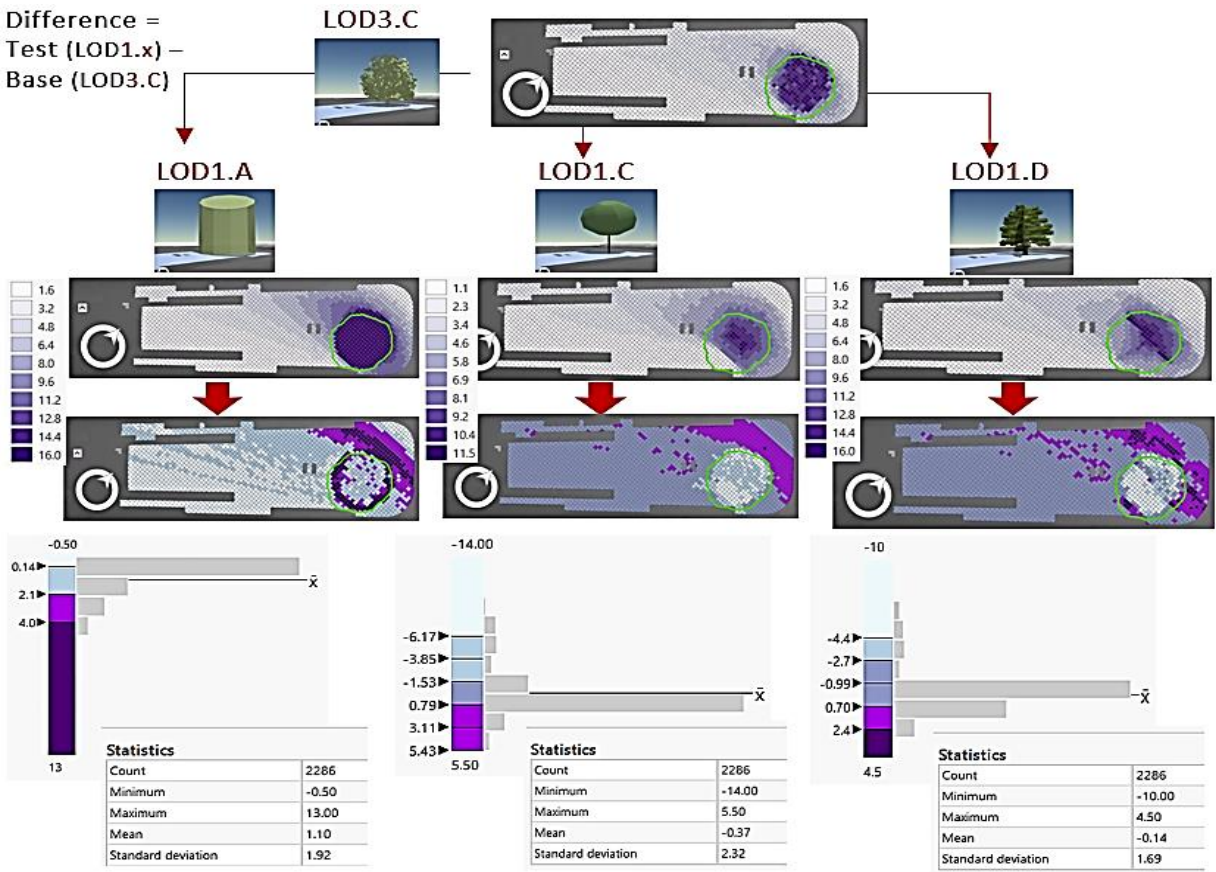 Difference =
Test (LOD1.x) –
Base (LOD3.C)
LOD3.C
LOD1.A
LOD1.C
LOD1.D
1.6
3.2
4.8
6.4
8.0
9.6
11.2
12.8
14.4
16.0
1.1
2.3
3.4
4.6
5.8
6.9
8.1
9.2
10.4
11.5
1.6
3.2
4.8
6.4
8.0
9.6
11.2
12.8
14.4
16.0
-0.50
0.14
2.1
4.0
13
x̄
Statistics
Count 2286
Minimum -0.50
Maximum 13.00
Mean 1.10
Standard deviation 1.92
-14.00
-6.17
-3.85
-1.53
0.79
3.11
5.43
5.50
x̄
Statistics
Count 2286
Minimum -14.00
Maximum 5.50
Mean -0.37
Standard deviation 2.32
-10
-4.4
-2.7
-0.99
0.70
2.4
4.5
x̄
Statistics
Count 2286
Minimum -10.00
Maximum 4.50
Mean -0.14
Standard deviation 1.69